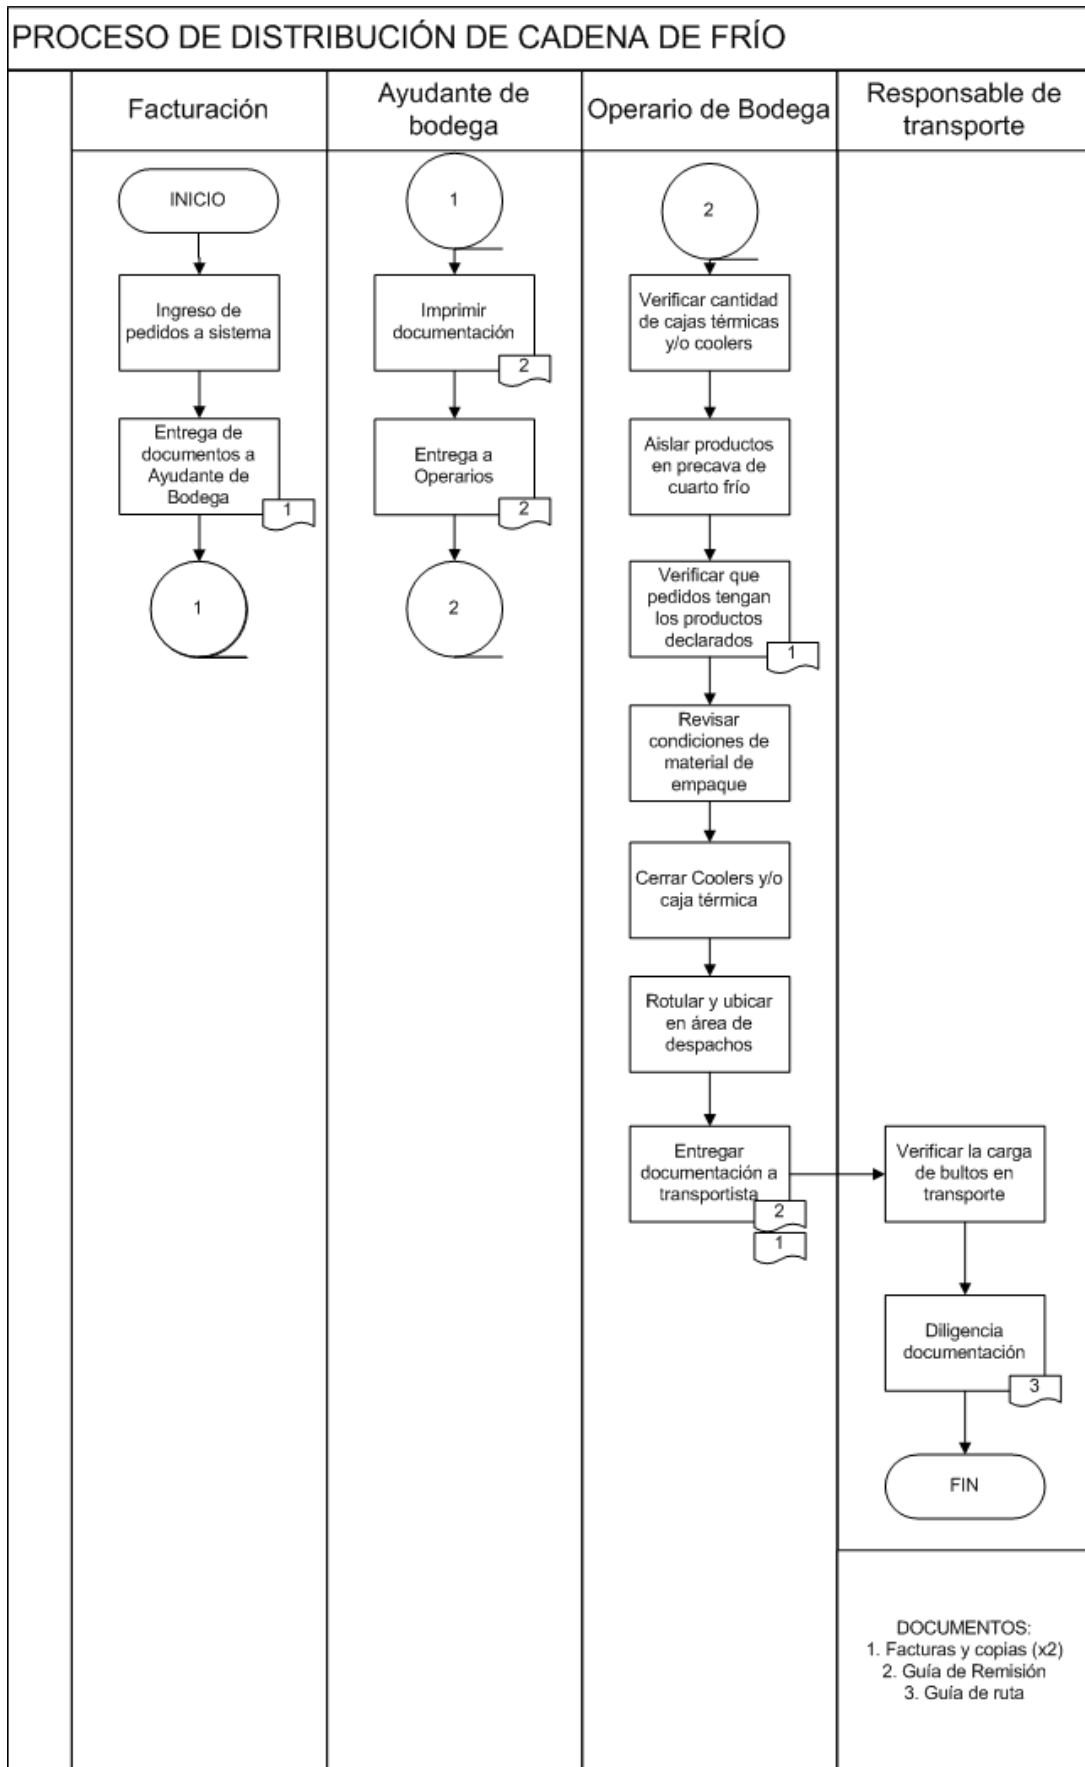 PROCESO DE DISTRIBUCIÓN DE CADENA DE FRÍO
Facturación
INICIO
Ingreso de
pedidos a sistema
Entrega de
documentos a
Ayudante de
Bodega
1
1
Ayudante de
bodega
1
Imprimir
documentación
2
Entrega a
Operarios
2
2
Operario de Bodega
2
Verificar cantidad
de cajas térmicas
y/o coolers
Aislar productos
en precava de
cuarto frío
Verificar que
pedidos tengan
los productos
declarados
1
Revisar
condiciones de
material de
empaque
Cerrar Coolers y/o
caja térmica
Rotular y ubicar
en área de
despachos
Entregar
documentación a
transportista
2
1
Responsable de
transporte
Verificar la carga
de bultos en
transporte
Diligencia
documentación
3
FIN
DOCUMENTOS:
1. Facturas y copias (x2)
2. Guía de Remisión
3. Guía de ruta